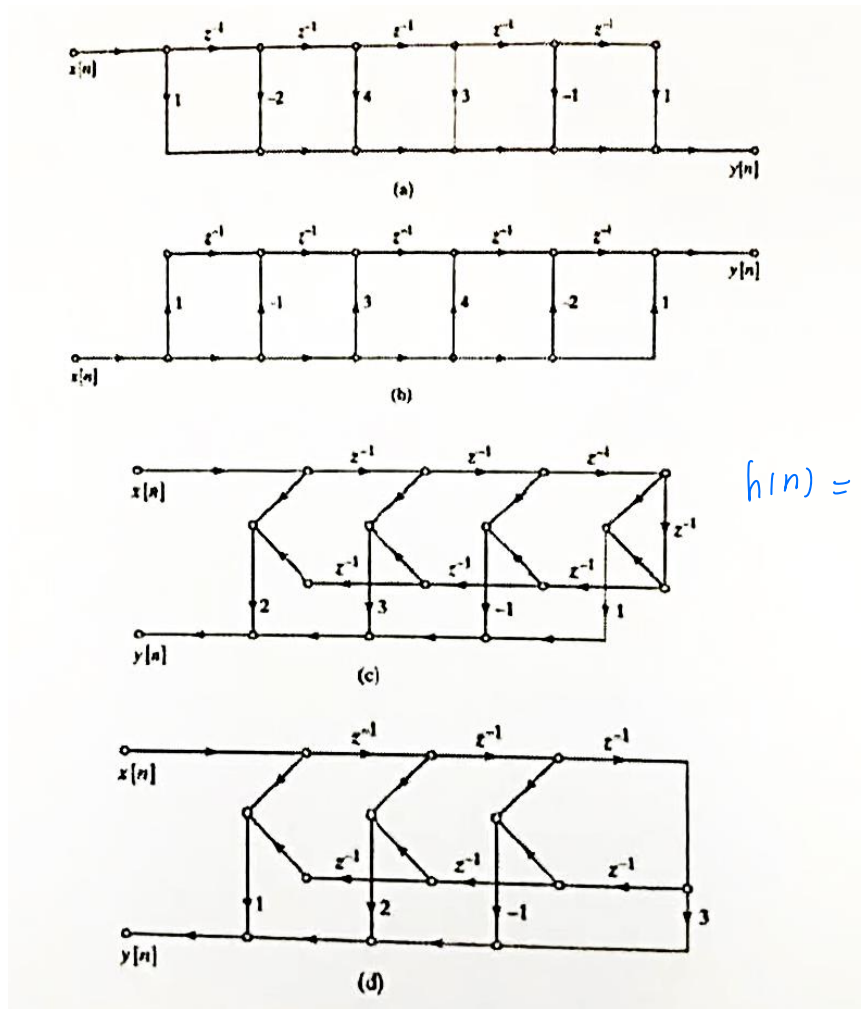 z⁻¹ z⁻¹ z⁻¹ z⁻¹ z⁻¹
x[n]
1 -2 4 3 -1 1
y[n]
(a)
z⁻¹ z⁻¹ z⁻¹ z⁻¹ z⁻¹
y[n]
1 -1 3 4 -2 1
x[n]
(b)
z⁻¹ z⁻¹ z⁻¹
x[n]
h(n) =
z⁻¹
z⁻¹ z⁻¹ z⁻¹
2 3 -1 1
y[n]
(c)
z⁻¹ z⁻¹ z⁻¹
x[n]
z⁻¹ z⁻¹ z⁻¹
1 2 -1 3
y[n]
(d)